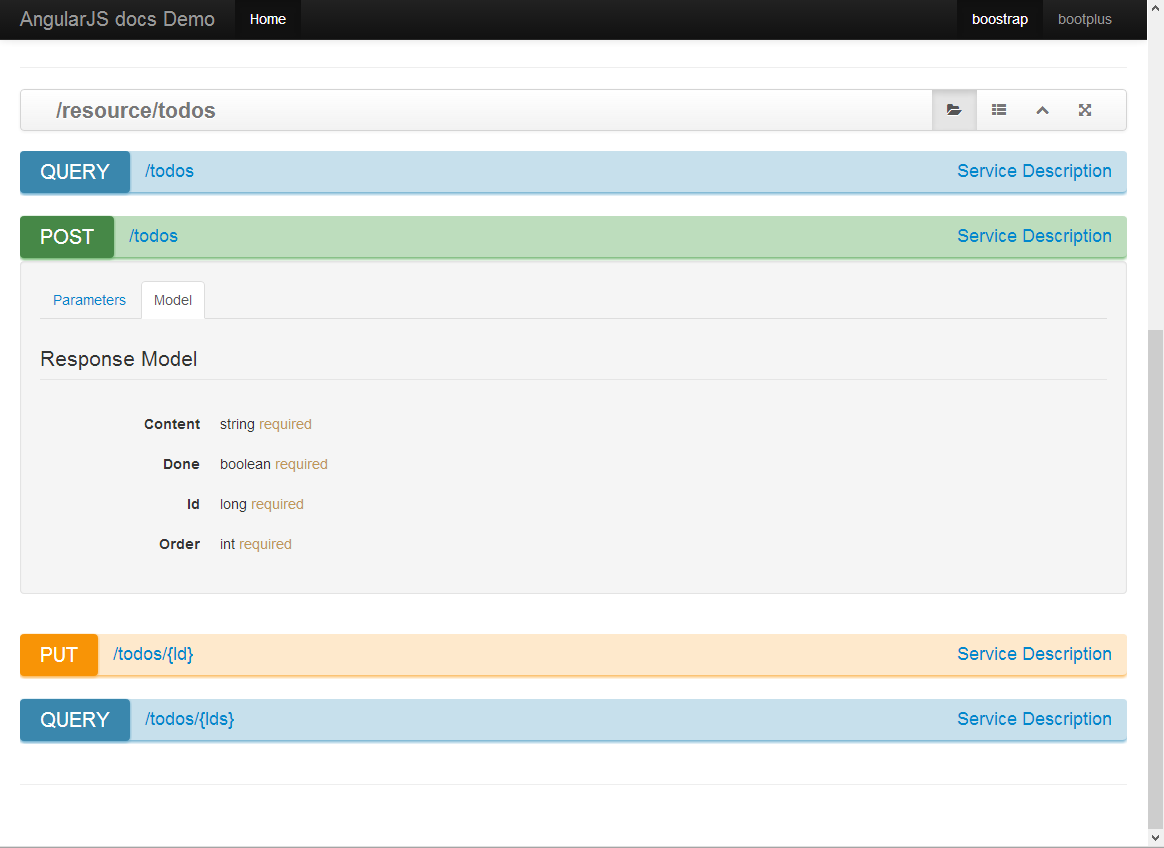 AngularJS docs Demo Home boostrap bootplus
/resource/todos
QUERY /todos Service Description
POST /todos Service Description
Parameters Model
Response Model
Content string required
Done boolean required
Id long required
Order int required
PUT /todos/{Id} Service Description
QUERY /todos/{Ids} Service Description